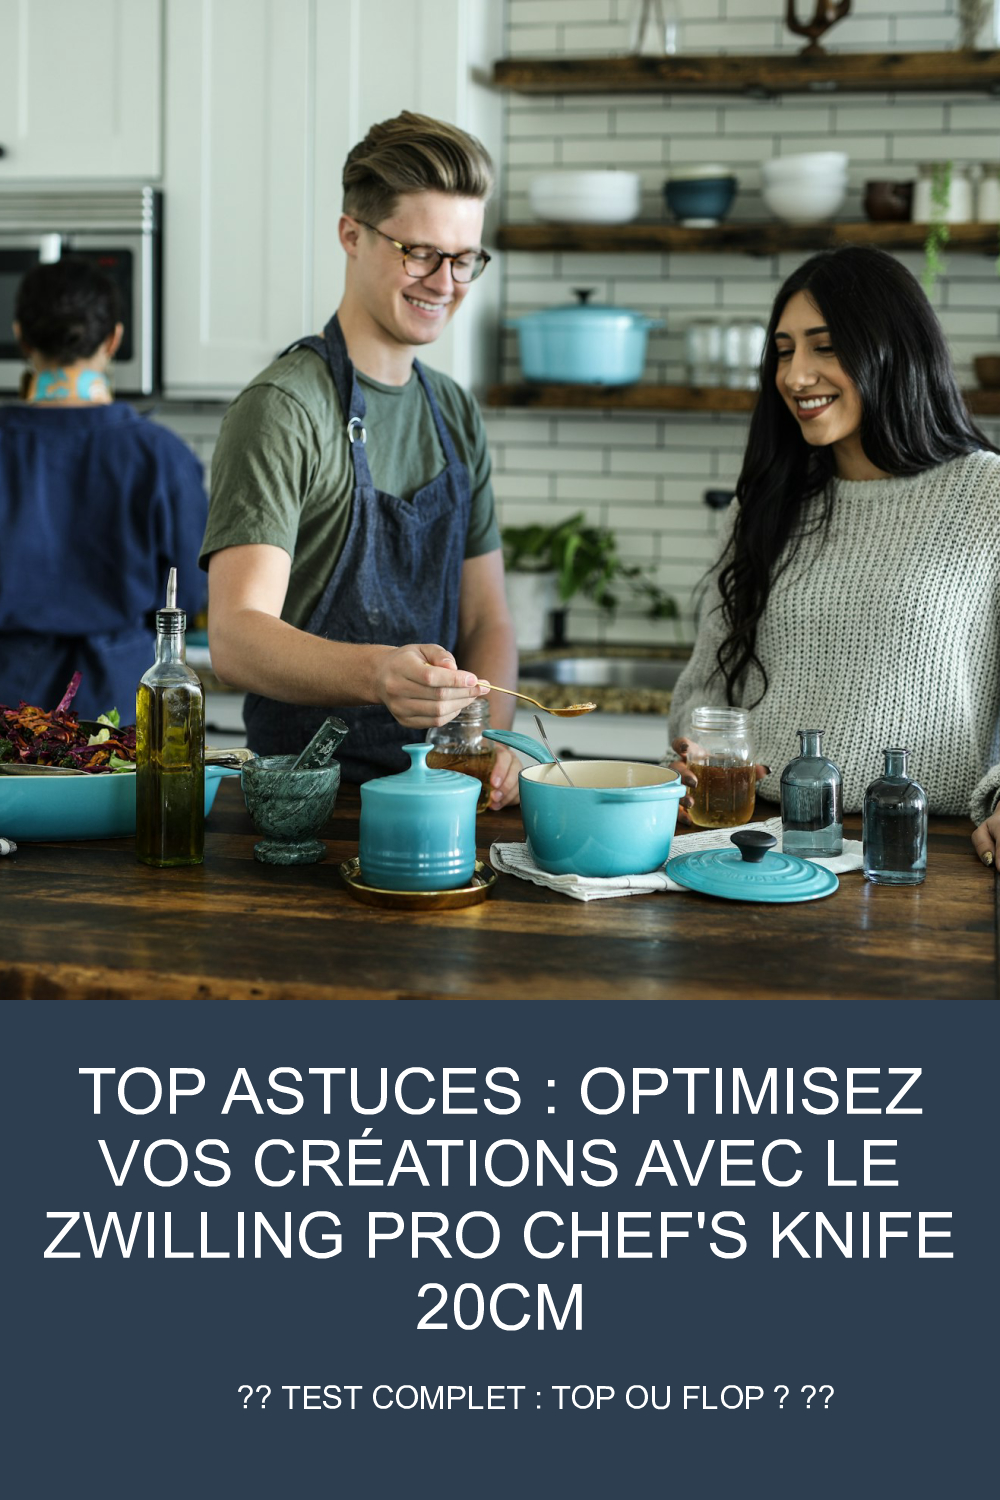 TOP ASTUCES : OPTIMISEZ
VOS CRÉATIONS AVEC LE
ZWILLING PRO CHEF'S KNIFE
20CM
?? TEST COMPLET : TOP OU FLOP ? ??